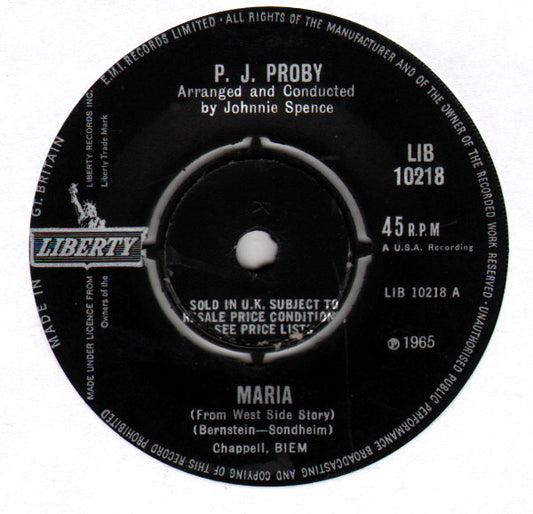 E.M.I. RECORDS LIMITED · ALL RIGHTS OF THE MANUFACTURER AND OF THE OWNER OF THE RECORDED WORK RESERVED · UNAUTHORISED PUBLIC PERFORMANCE BROADCASTING AND COPYING OF THIS RECORD PROHIBITED
MADE IN GT. BRITAIN
P. J. PROBY
Arranged and Conducted
by Johnnie Spence
LIB
10218
45 R.P.M
A U.S.A. Recording
LIB 10218 A
℗ 1965
LIBERTY RECORDS INC.
Liberty Trade Mark
LIBERTY
MADE UNDER LICENCE FROM
Owners of the
K
SOLD IN U.K. SUBJECT TO
RESALE PRICE CONDITIONS
SEE PRICE LISTS
MARIA
(From West Side Story)
(Bernstein—Sondheim)
Chappell, BIEM